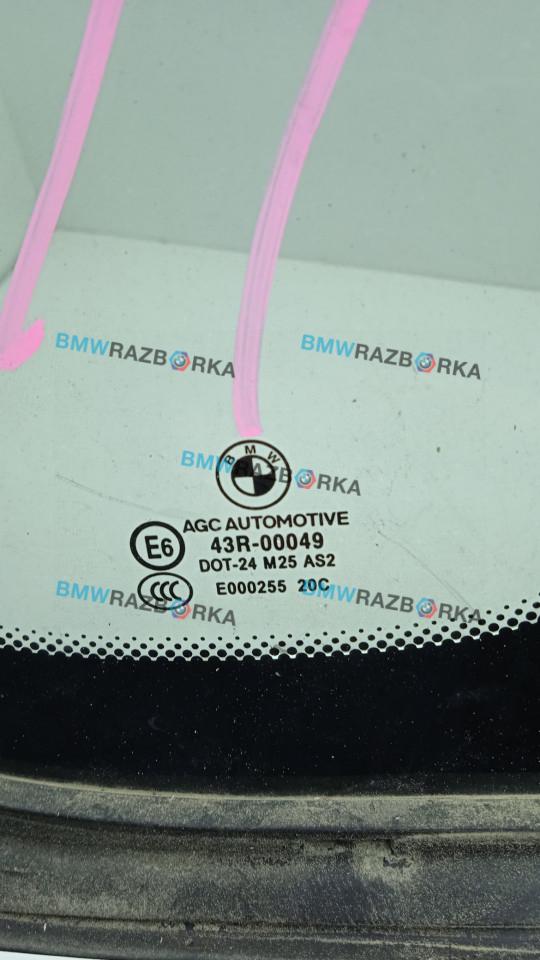 BMWRAZBORKA
BMWRAZBORKA
BMW
BMWRAZBORKA
AGC AUTOMOTIVE
E6
43R-00049
DOT-24 M25 AS2
CCC
E000255 20C
BMWRAZBORKA
BMWRAZBORKA